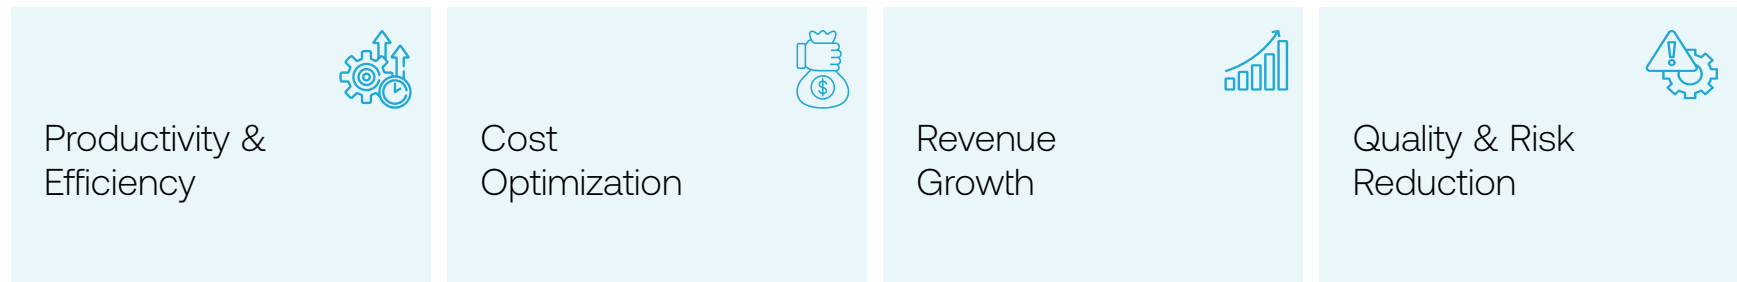 Productivity &
Efficiency
$
Cost
Optimization
Revenue
Growth
Quality & Risk
Reduction